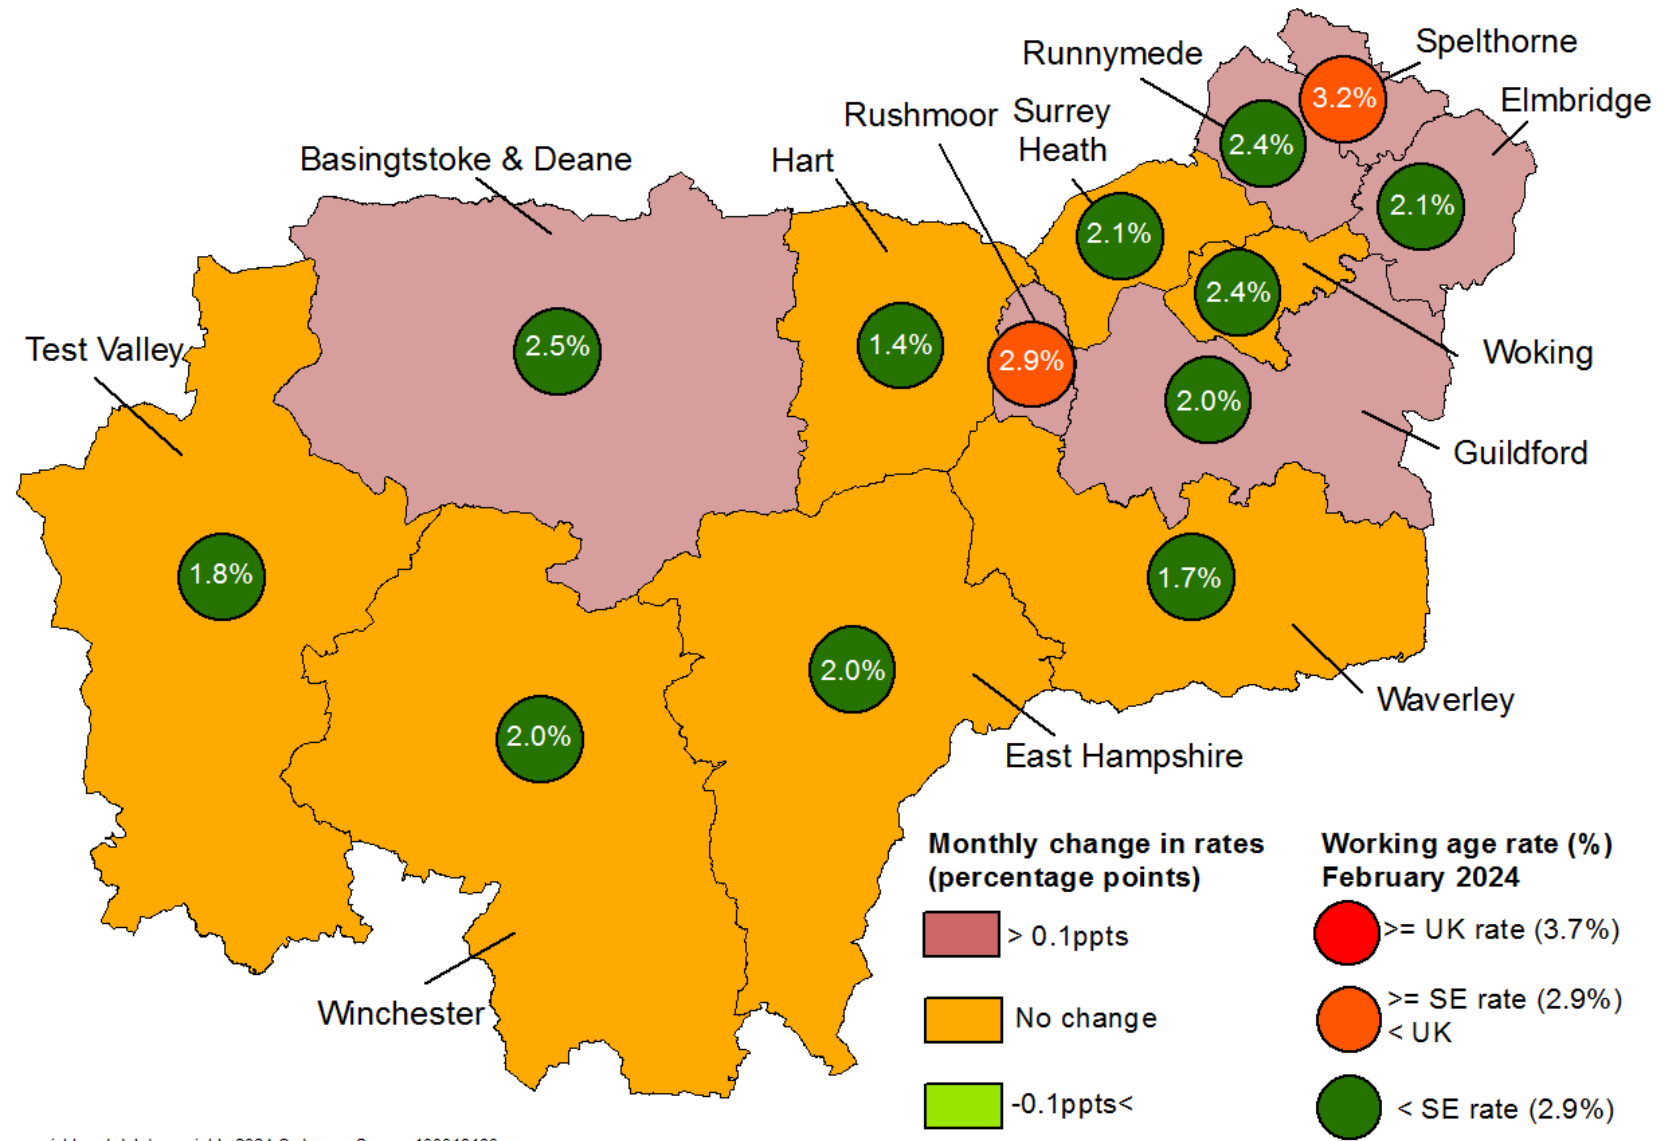 Spelthorne
Runnymede
3.2%
Elmbridge
Rushmoor
Surrey
Heath
2.4%
Basingtstoke & Deane
Hart
2.1%
2.1%
2.4%
Test Valley
2.5%
1.4%
2.9%
Woking
2.0%
Guildford
1.8%
1.7%
2.0%
Waverley
2.0%
East Hampshire
Winchester
Monthly change in rates
(percentage points)
> 0.1ppts
No change
-0.1ppts<
Working age rate (%)
February 2024
>= UK rate (3.7%)
>= SE rate (2.9%)
< UK
< SE rate (2.9%)